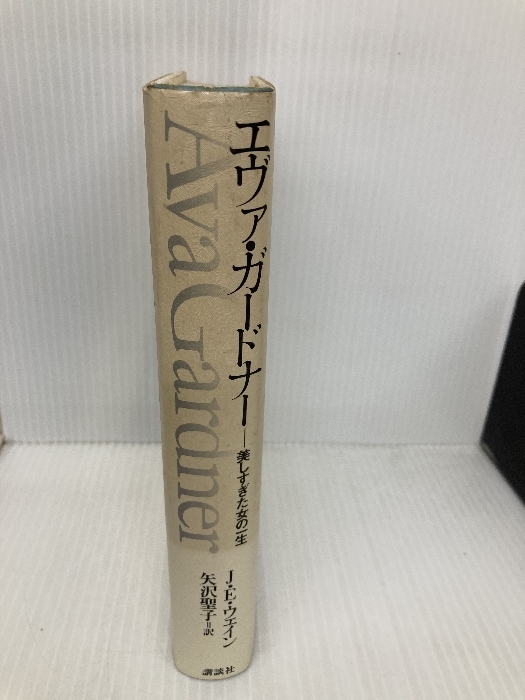 エヴァ・ガードナー―美しすぎた女の一生
Ava Gardner
J・E・ウェイン
矢沢聖子=訳
講談社